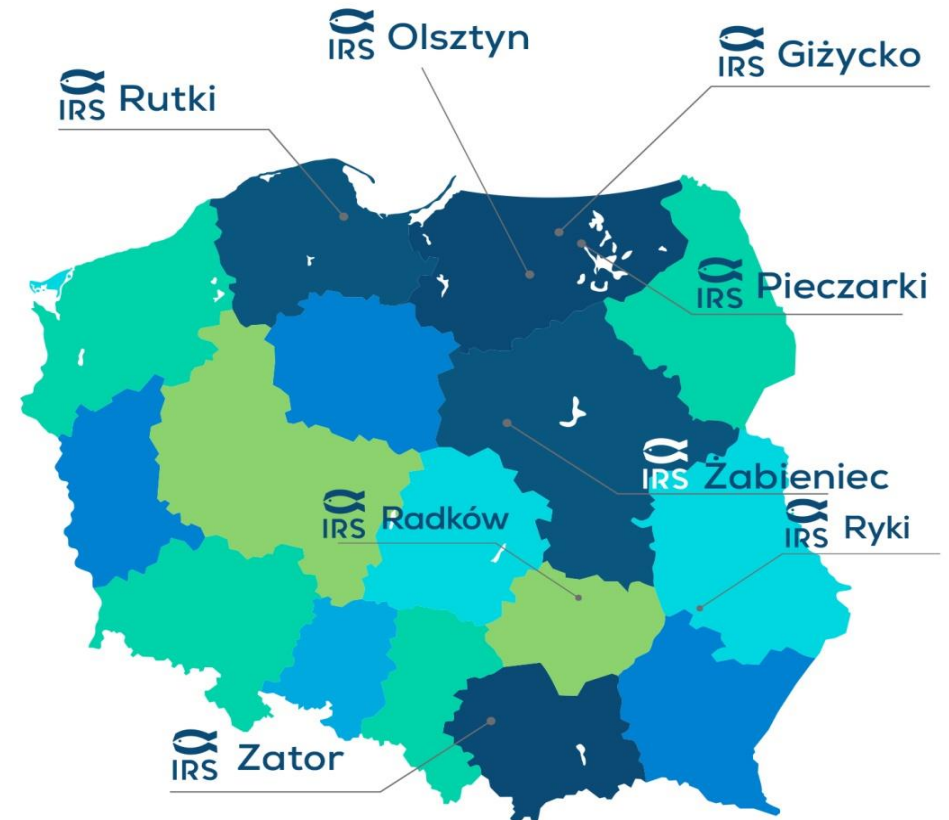 IRS Olsztyn
IRS Giżycko
IRS Rutki
IRS Pieczarki
IRS Żabieniec
IRS Radków
IRS Ryki
IRS Zator